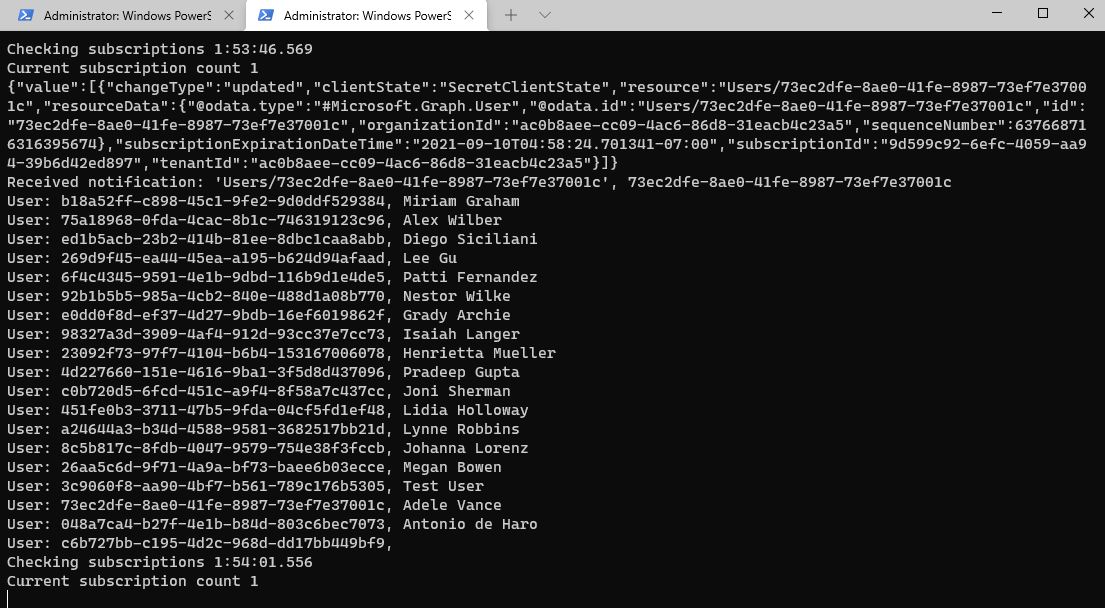 Administrator: Windows PowerS
Administrator: Windows PowerS
Checking subscriptions 1:53:46.569
Current subscription count 1
{"value":[{"changeType":"updated","clientState":"SecretClientState","resource":"Users/73ec2dfe-8ae0-41fe-8987-73ef7e3700
1c","resourceData":{"@odata.type":"#Microsoft.Graph.User","@odata.id":"Users/73ec2dfe-8ae0-41fe-8987-73ef7e37001c","id":
"73ec2dfe-8ae0-41fe-8987-73ef7e37001c","organizationId":"ac0b8aee-cc09-4ac6-86d8-31eacb4c23a5","sequenceNumber":63766871
6316395674},"subscriptionExpirationDateTime":"2021-09-10T04:58:24.701341-07:00","subscriptionId":"9d599c92-6efc-4059-aa9
4-39b6d42ed897","tenantId":"ac0b8aee-cc09-4ac6-86d8-31eacb4c23a5"}]}
Received notification: 'Users/73ec2dfe-8ae0-41fe-8987-73ef7e37001c', 73ec2dfe-8ae0-41fe-8987-73ef7e37001c
User: b18a52ff-c898-45c1-9fe2-9d0ddf529384, Miriam Graham
User: 75a18968-0fda-4cac-8b1c-746319123c96, Alex Wilber
User: ed1b5acb-23b2-414b-81ee-8dbc1caa8abb, Diego Siciliani
User: 269d9f45-ea44-45ea-a195-b624d94afaad, Lee Gu
User: 6f4c4345-9591-4e1b-9dbd-116b9d1e4de5, Patti Fernandez
User: 92b1b5b5-985a-4cb2-840e-488d1a08b770, Nestor Wilke
User: e0dd0f8d-ef37-4d27-9bdb-16ef6019862f, Grady Archie
User: 98327a3d-3909-4af4-912d-93cc37e7cc73, Isaiah Langer
User: 23092f73-97f7-4104-b6b4-153167006078, Henrietta Mueller
User: 4d227660-151e-4616-9ba1-3f5d8d437096, Pradeep Gupta
User: c0b720d5-6fcd-451c-a9f4-8f58a7c437cc, Joni Sherman
User: 451fe0b3-3711-47b5-9fda-04cf5fd1ef48, Lidia Holloway
User: a24644a3-b34d-4588-9581-3682517bb21d, Lynne Robbins
User: 8c5b817c-8fdb-4047-9579-754e38f3fccb, Johanna Lorenz
User: 26aa5c6d-9f71-4a9a-bf73-baee6b03ecce, Megan Bowen
User: 3c9060f8-aa90-4bf7-b561-789c176b5305, Test User
User: 73ec2dfe-8ae0-41fe-8987-73ef7e37001c, Adele Vance
User: 048a7ca4-b27f-4e1b-b84d-803c6bec7073, Antonio de Haro
User: c6b727bb-c195-4d2c-968d-dd17bb449bf9,
Checking subscriptions 1:54:01.556
Current subscription count 1